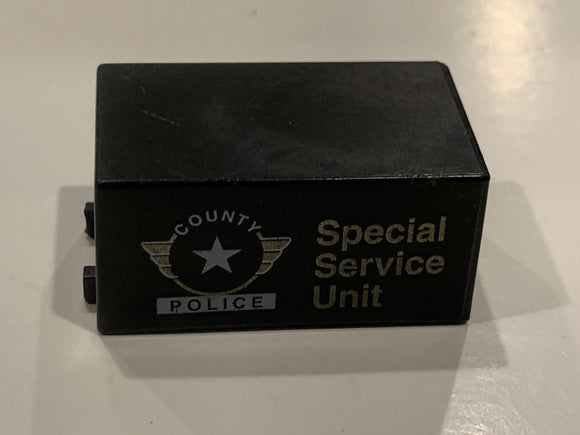 COUNTY
POLICE
Special
Service
Unit